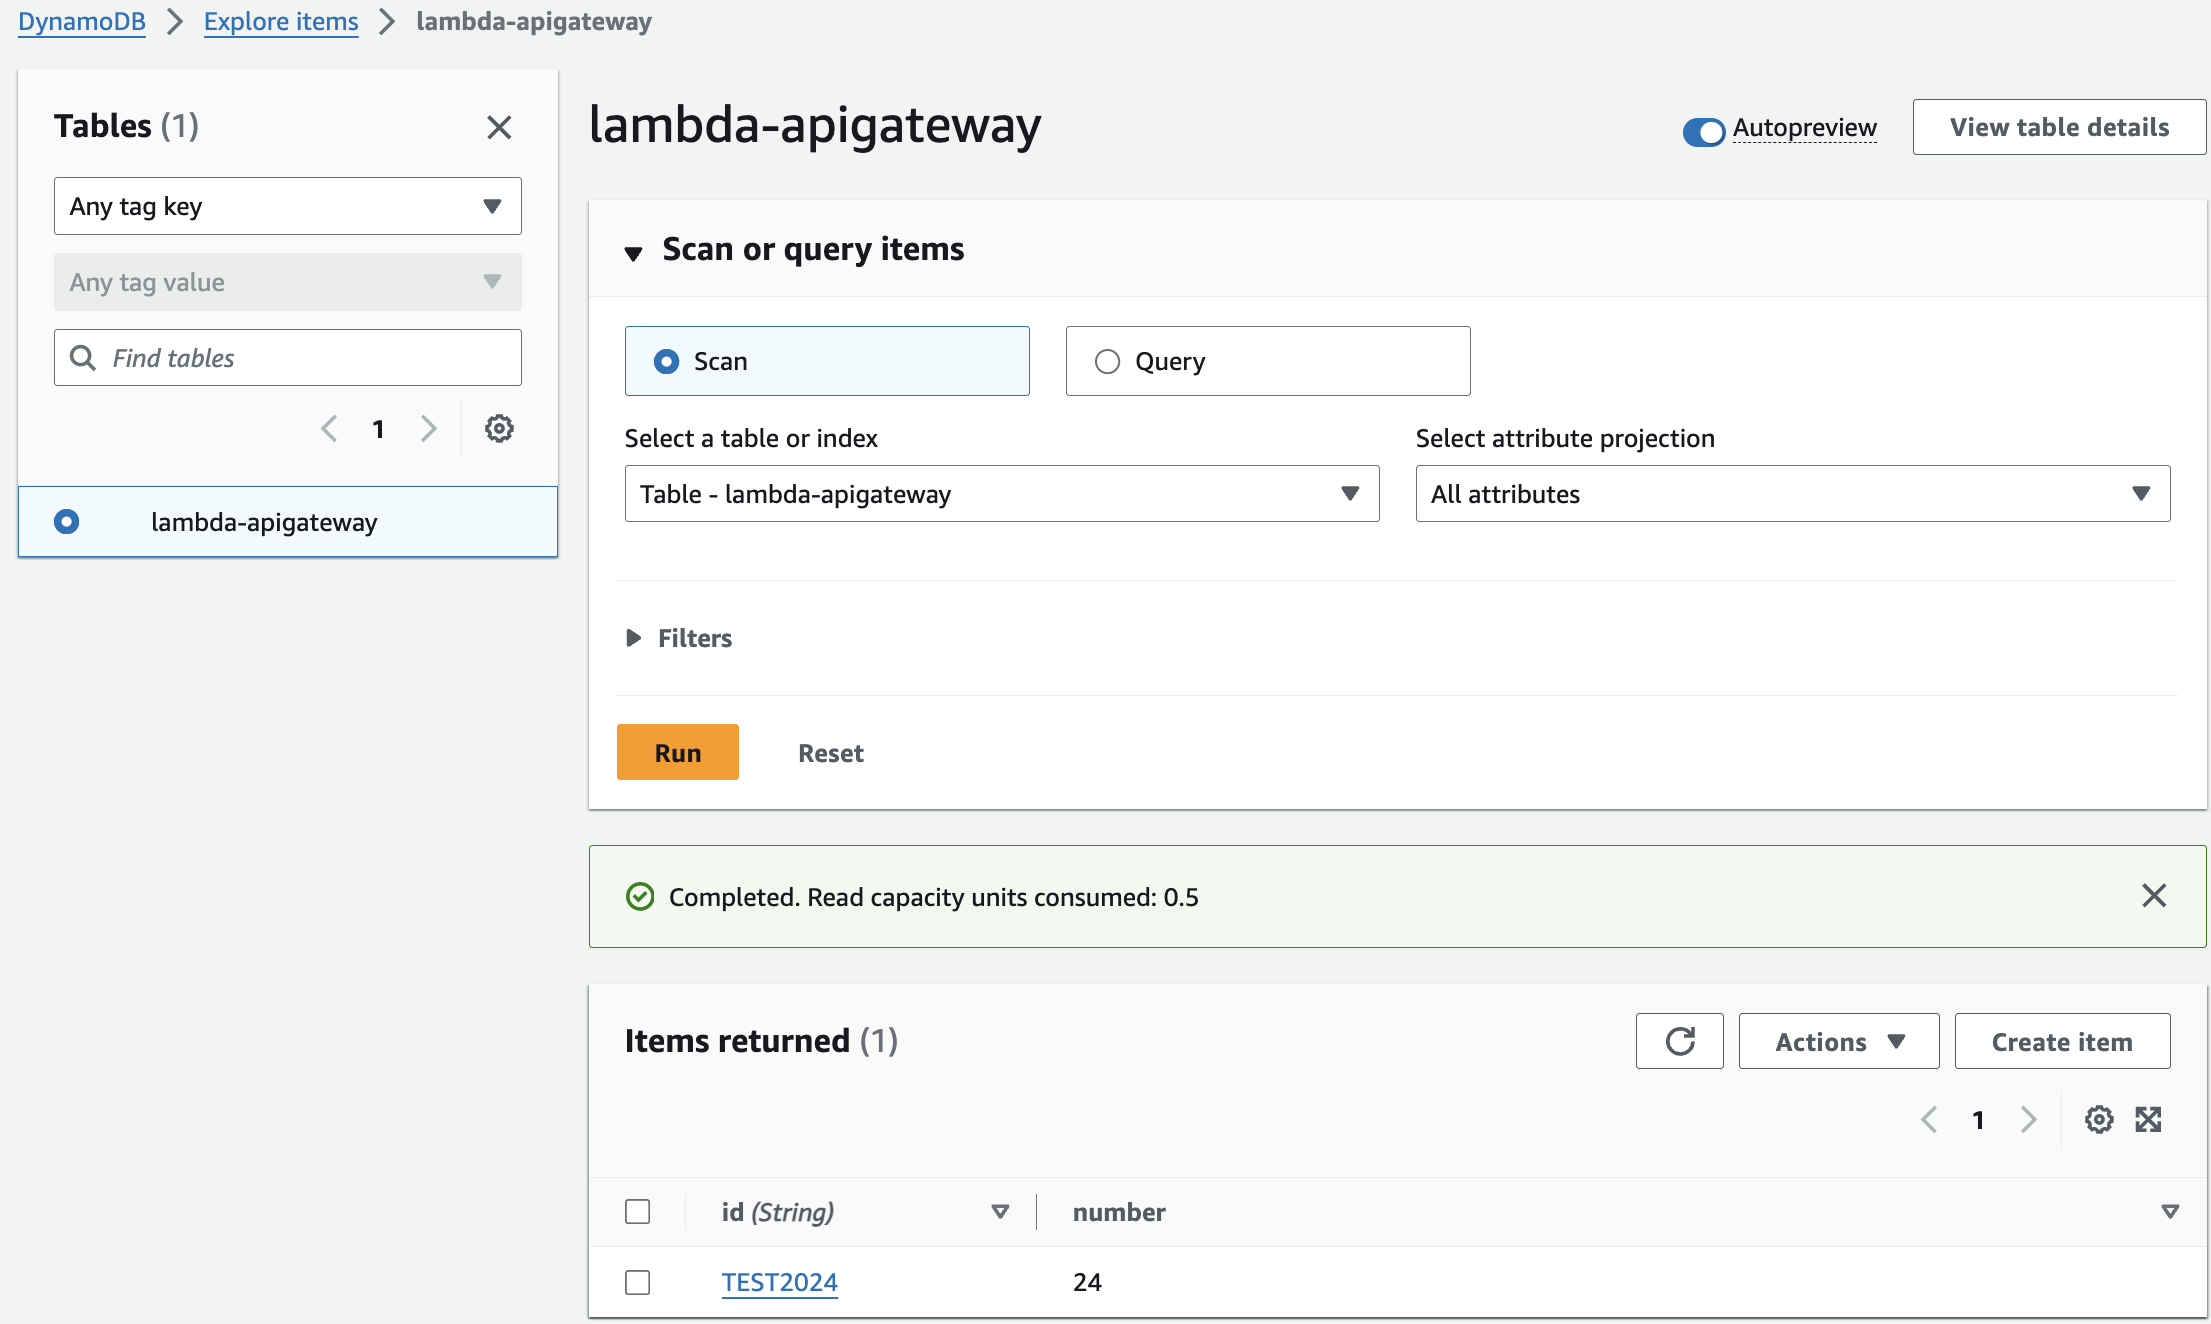 DynamoDB > Explore items > lambda-apigateway
Tables (1)
Any tag key
Any tag value
Find tables
1
lambda-apigateway
lambda-apigateway
Autopreview
View table details
Scan or query items
Scan
Query
Select a table or index
Select attribute projection
Table - lambda-apigateway
All attributes
Filters
Run
Reset
Completed. Read capacity units consumed: 0.5
Items returned (1)
Actions
Create item
1
id (String)
number
TEST2024
24